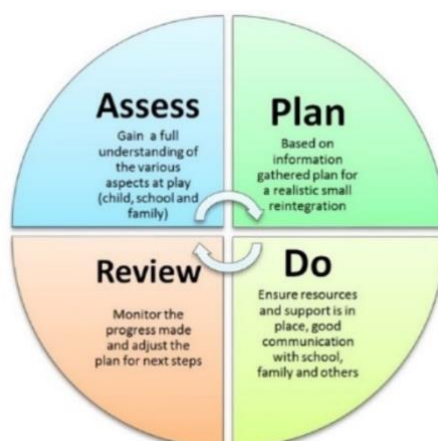 Assess
Gain a full
understanding of
the various
aspects at play
(child, school and
family)
Plan
Based on
information
gathered plan for
a realistic small
reintegration
Review
Monitor the
progress made
and adjust the
plan for next steps
Do
Ensure resources
and support is in
place, good
communication
with school,
family and others